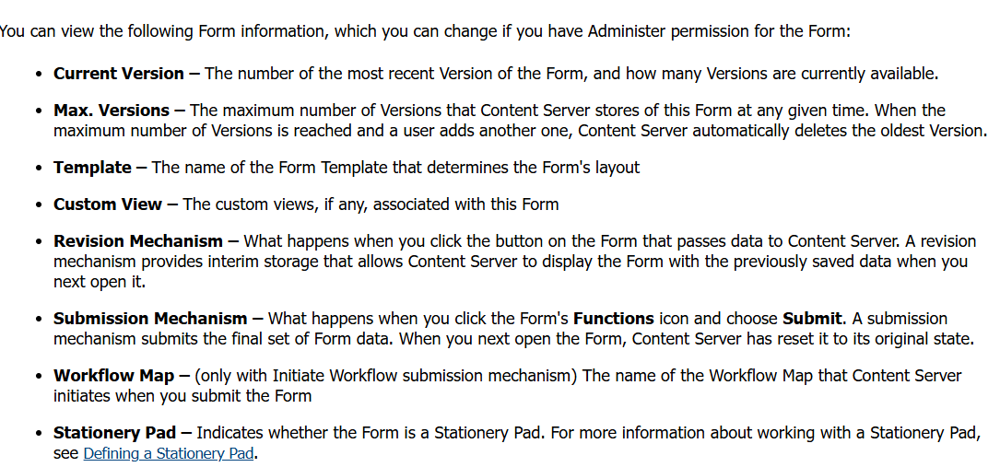 You can view the following Form information, which you can change if you have Administer permission for the Form:
• Current Version – The number of the most recent Version of the Form, and how many Versions are currently available.
• Max. Versions – The maximum number of Versions that Content Server stores of this Form at any given time. When the
maximum number of Versions is reached and a user adds another one, Content Server automatically deletes the oldest Version.
• Template – The name of the Form Template that determines the Form's layout
• Custom View – The custom views, if any, associated with this Form
• Revision Mechanism – What happens when you click the button on the Form that passes data to Content Server. A revision
mechanism provides interim storage that allows Content Server to display the Form with the previously saved data when you
next open it.
• Submission Mechanism – What happens when you click the Form's Functions icon and choose Submit. A submission
mechanism submits the final set of Form data. When you next open the Form, Content Server has reset it to its original state.
• Workflow Map – (only with Initiate Workflow submission mechanism) The name of the Workflow Map that Content Server
initiates when you submit the Form
• Stationery Pad – Indicates whether the Form is a Stationery Pad. For more information about working with a Stationery Pad,
see Defining a Stationery Pad.